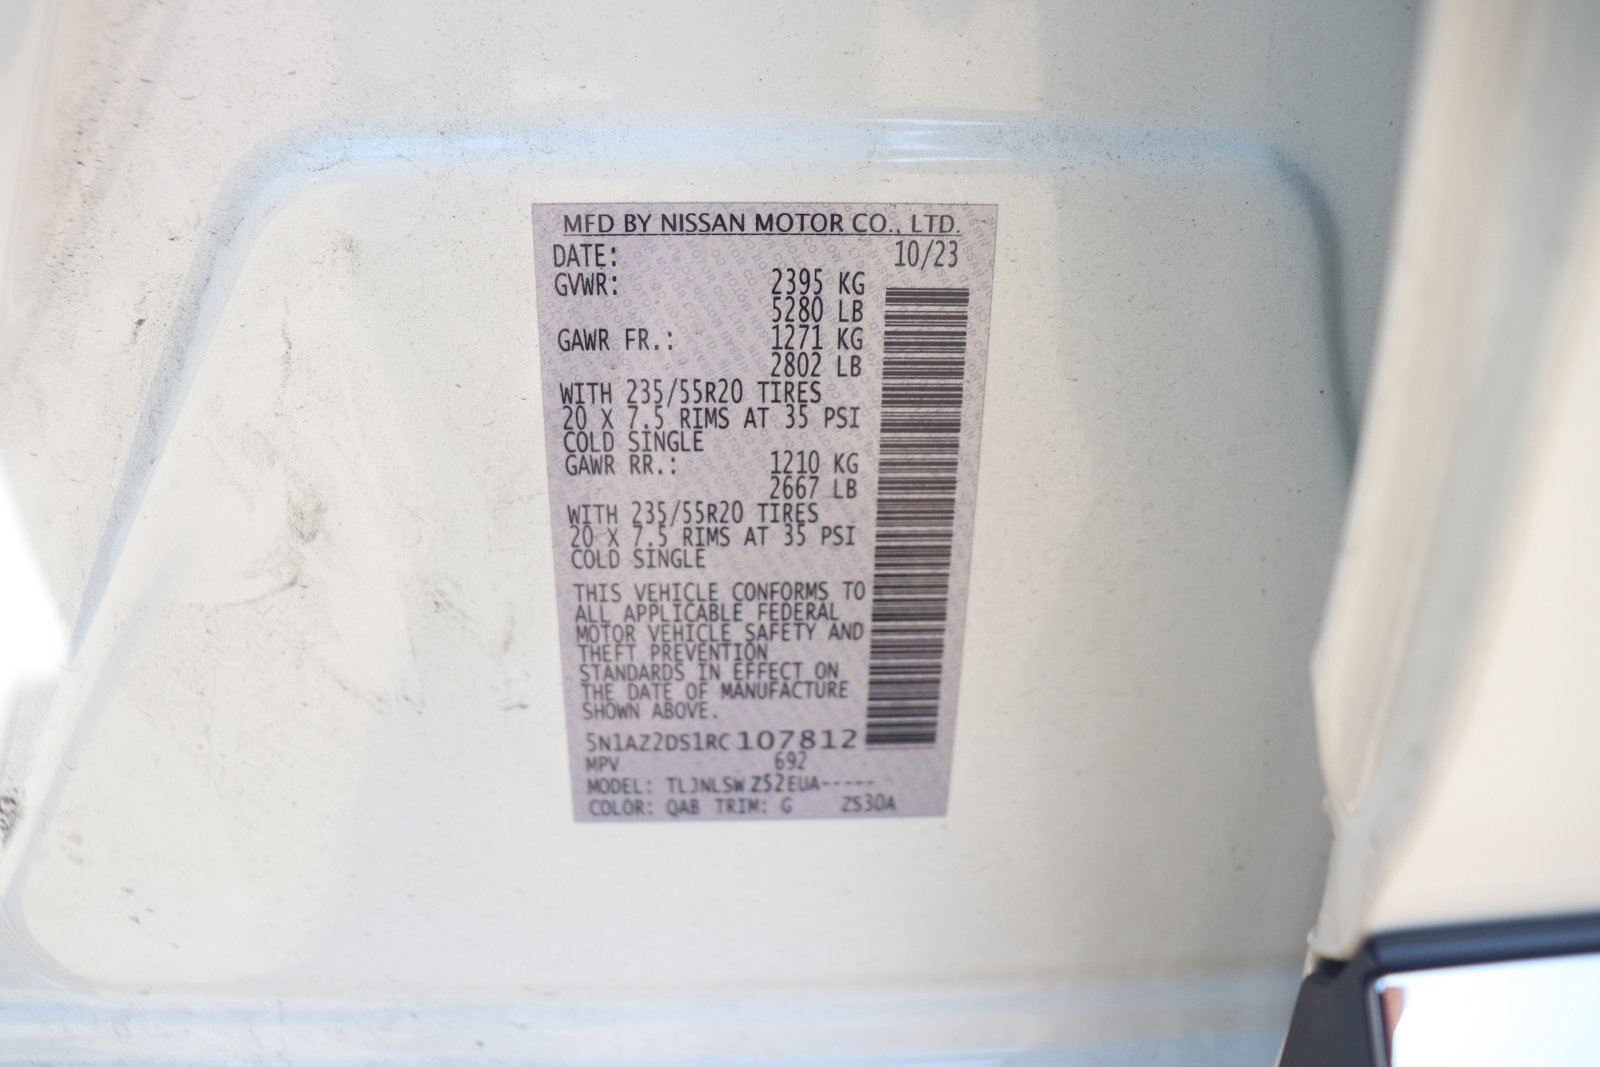 MFD BY NISSAN MOTOR CO., LTD.
DATE: 10/23
GVWR: 2395 KG
5280 LB
GAWR FR.: 1271 KG
2802 LB
WITH 235/55R20 TIRES
20 X 7.5 RIMS AT 35 PSI
COLD SINGLE
GAWR RR.: 1210 KG
2667 LB
WITH 235/55R20 TIRES
20 X 7.5 RIMS AT 35 PSI
COLD SINGLE
THIS VEHICLE CONFORMS TO
ALL APPLICABLE FEDERAL
MOTOR VEHICLE SAFETY AND
THEFT PREVENTION
STANDARDS IN EFFECT ON
THE DATE OF MANUFACTURE
SHOWN ABOVE.
5N1AZ2DS1RC107812
MPV 692
MODEL: TLJNLSWZ52EUA-----
COLOR: QAB TRIM: G ZS30A